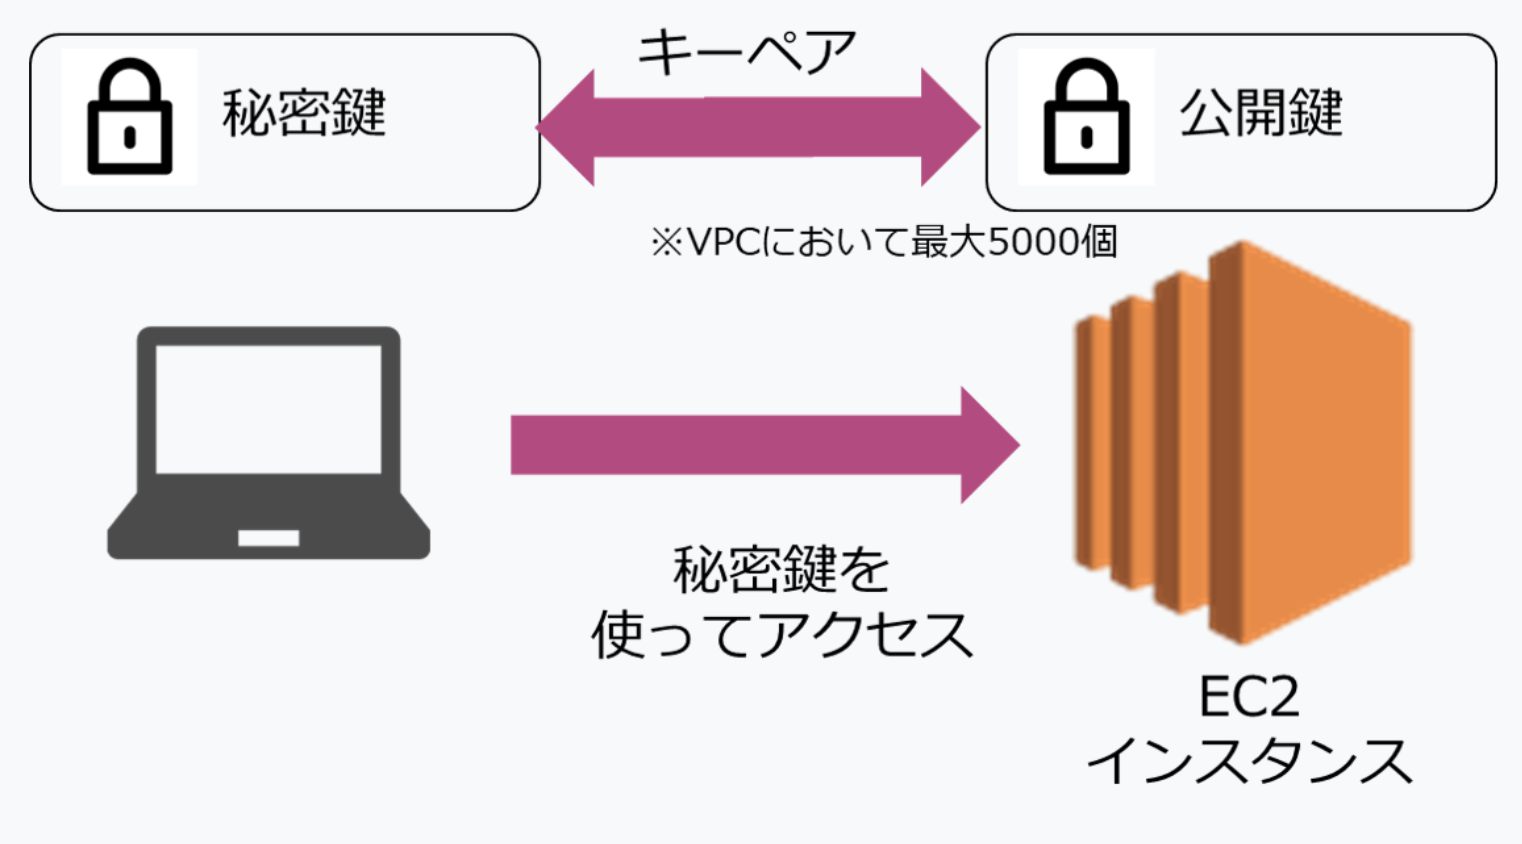 キーペア
秘密鍵
公開鍵
※VPCにおいて最大5000個
秘密鍵を
使ってアクセス
EC2
インスタンス